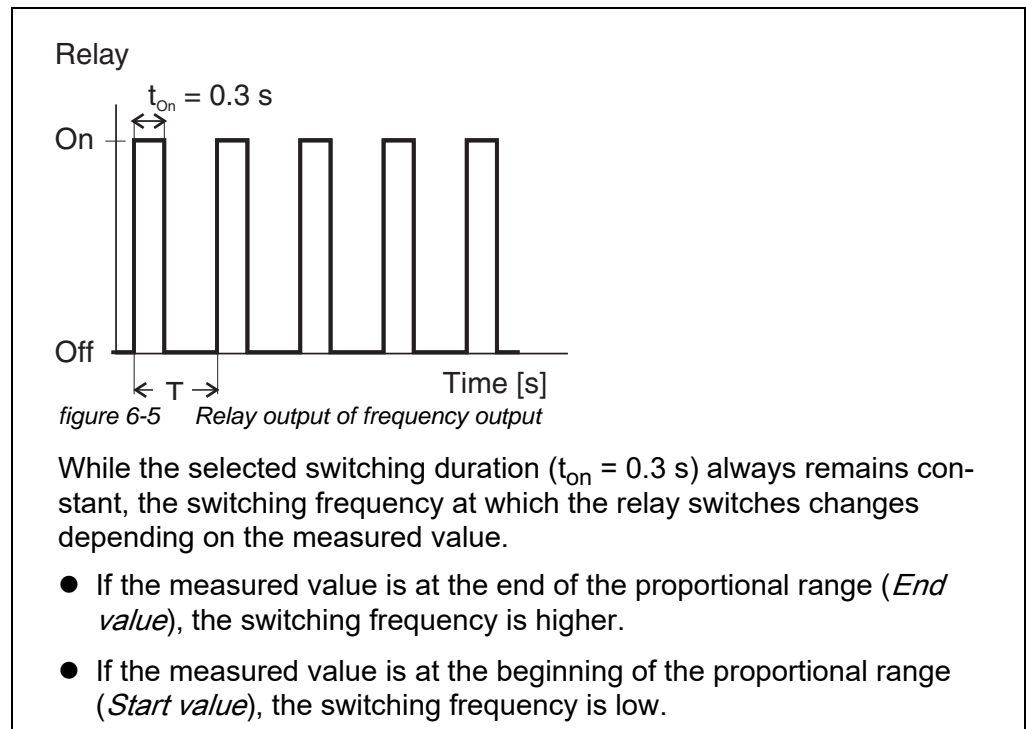 Relay
tOn = 0.3 s
On
Off
T
Time [s]
figure 6-5 Relay output of frequency output
While the selected switching duration (ton = 0.3 s) always remains con-
stant, the switching frequency at which the relay switches changes
depending on the measured value.
● If the measured value is at the end of the proportional range (End
value), the switching frequency is higher.
● If the measured value is at the beginning of the proportional range
(Start value), the switching frequency is low.